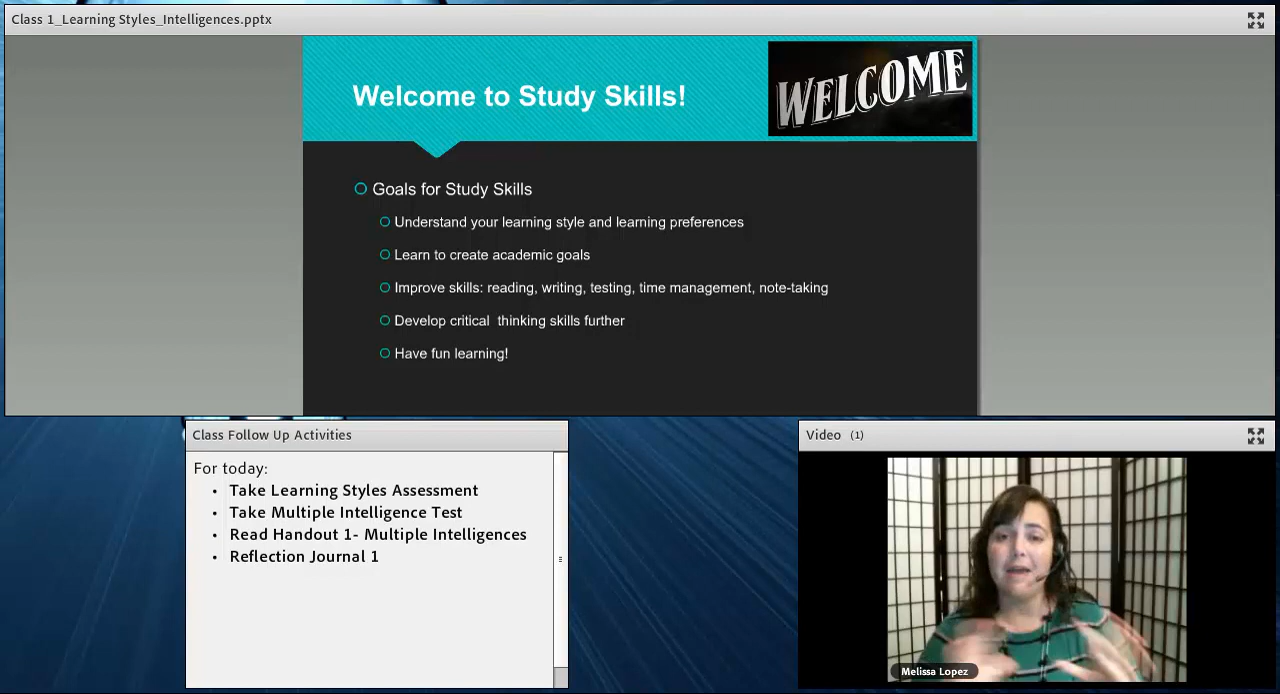 Class 1_Learning Styles_Intelligences.pptx
Welcome to Study Skills!
WELCOME
Goals for Study Skills
Understand your learning style and learning preferences
Learn to create academic goals
Improve skills: reading, writing, testing, time management, note-taking
Develop critical  thinking skills further
Have fun learning!
Class Follow Up Activities
For today:
• Take Learning Styles Assessment
• Take Multiple Intelligence Test
• Read Handout 1- Multiple Intelligences
• Reflection Journal 1
Video (1)
Melissa Lopez